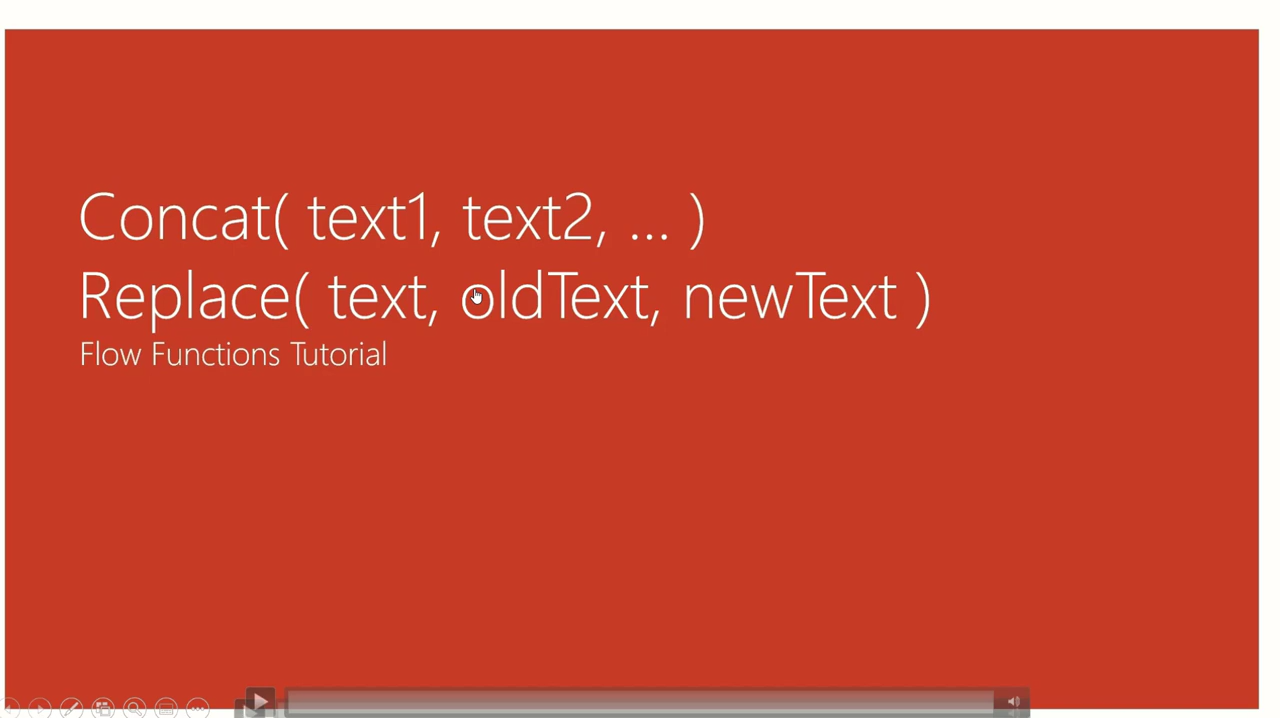 Concat( text1, text2, ... )
Replace( text, oldText, newText )
Flow Functions Tutorial